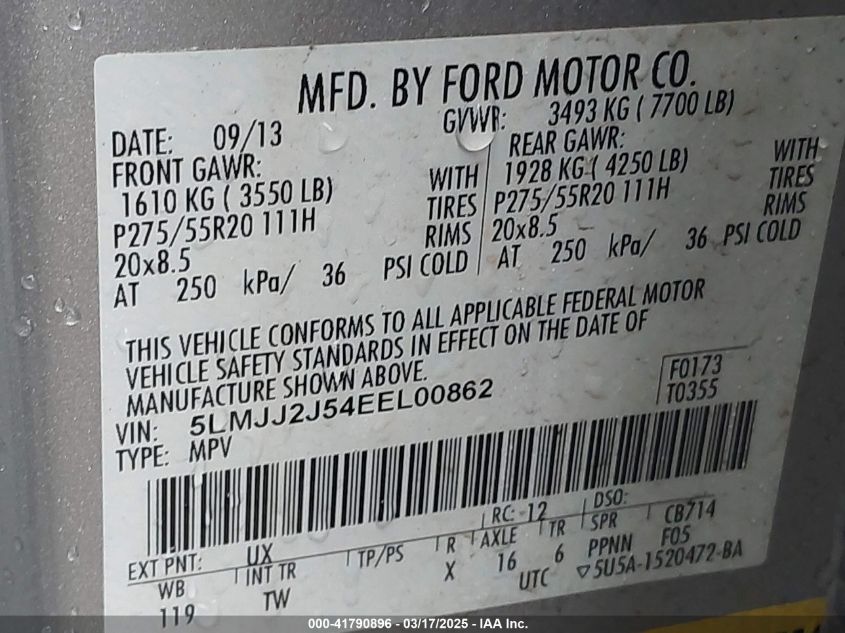 MFD. BY FORD MOTOR CO.
DATE: 09/13 GVWR: 3493 KG ( 7700 LB)
FRONT GAWR: REAR GAWR:
1610 KG ( 3550 LB) WITH 1928 KG ( 4250 LB) WITH
P275/55R20 111H TIRES P275/55R20 111H TIRES
20x8.5 RIMS 20x8.5 RIMS
AT 250 kPa/ 36 PSI COLD AT 250 kPa/ 36 PSI COLD
THIS VEHICLE CONFORMS TO ALL APPLICABLE FEDERAL MOTOR
VEHICLE SAFETY STANDARDS IN EFFECT ON THE DATE OF
MANUFACTURE SHOWN ABOVE.
F0173
VIN: 5LMJJ2J54EEL00862 T0355
TYPE: MPV
EXT PNT: UX RC: 12 DSO:
WB INT TR TP/PS R AXLE TR SPR CB714
119 TW X 16 6 PPNN F05
UTC ▽5U5A-1520472-BA
000-41790896 - 03/17/2025 - IAA Inc.